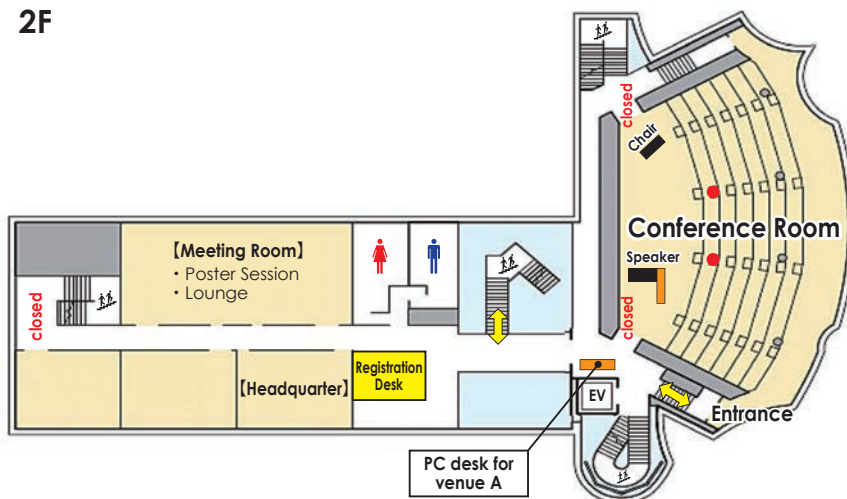 2F
closed
Chair
Conference Room
Speaker
【Meeting Room】
・Poster Session
・Lounge
closed
closed
Registration
Desk
【Headquarter】
EV
Entrance
PC desk for
venue A